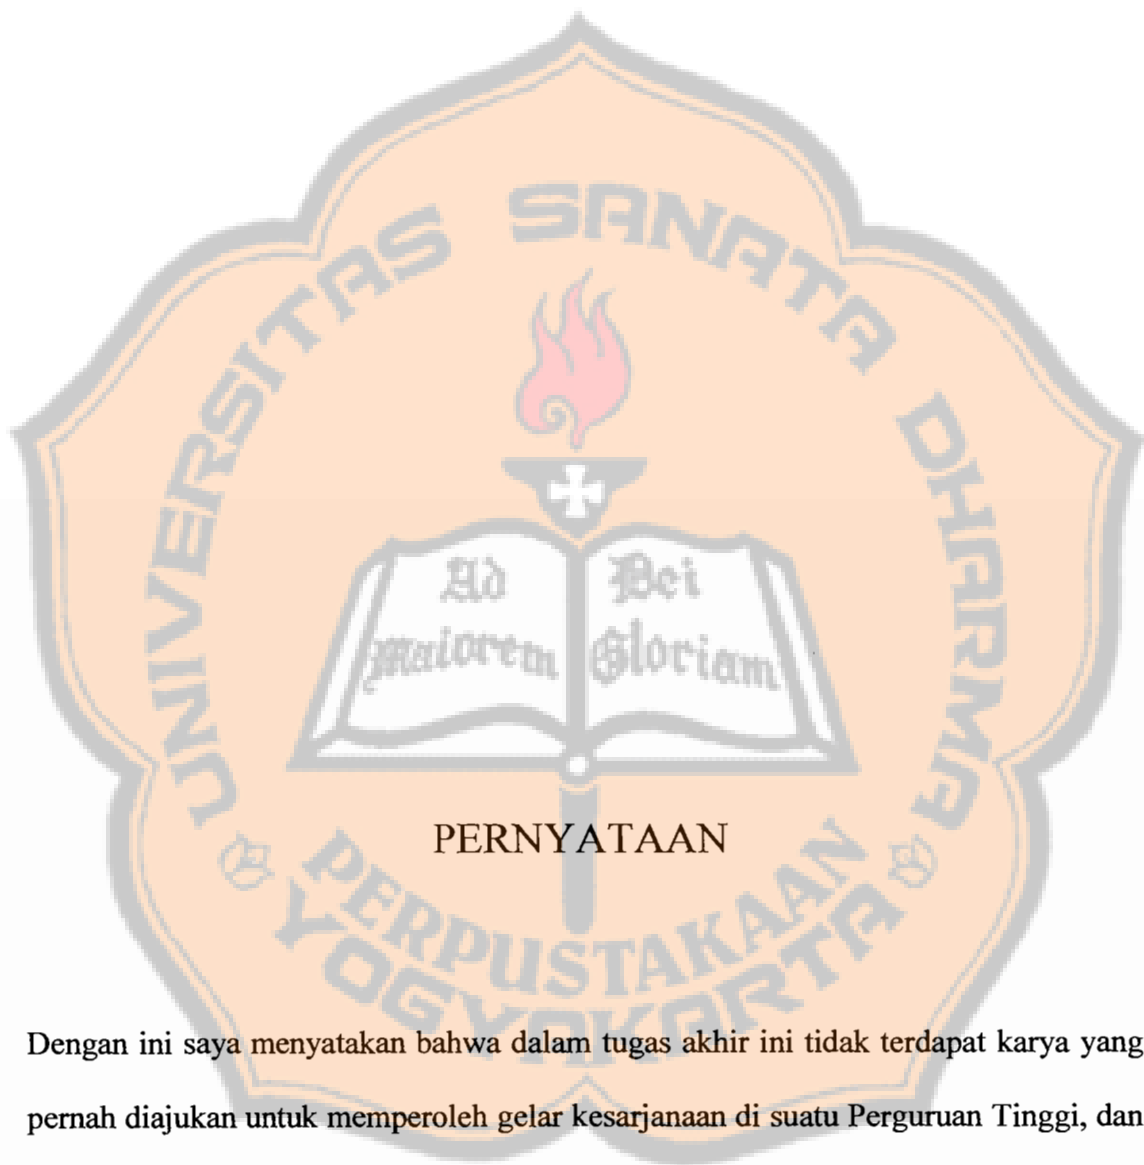 UNIVERSITAS SANATA DHARMA
Ad Dei
Maiorem Gloriam
PERNYATAAN
PERPUSTAKAAN
YOGYAKARTA
Dengan ini saya menyatakan bahwa dalam tugas akhir ini tidak terdapat karya yang
pernah diajukan untuk memperoleh gelar kesarjanaan di suatu Perguruan Tinggi, dan